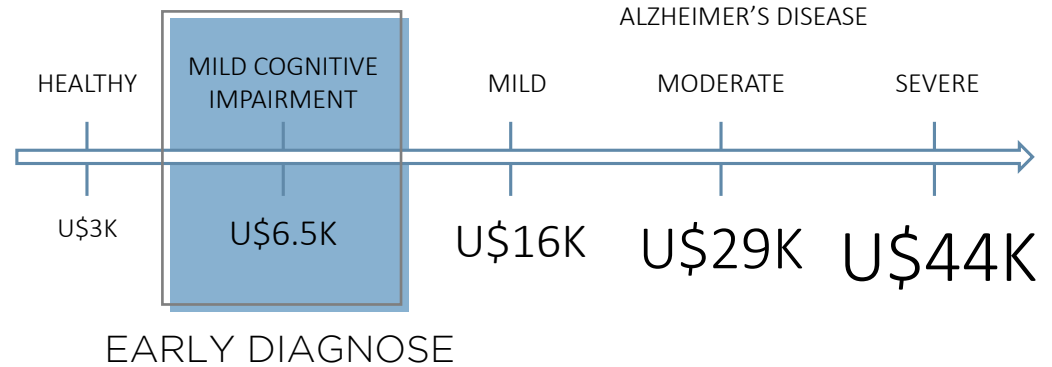 ALZHEIMER'S DISEASE
HEALTHY
MILD COGNITIVE
IMPAIRMENT
MILD
MODERATE
SEVERE
U$3K
U$6.5K
U$16K
U$29K
U$44K
EARLY DIAGNOSE